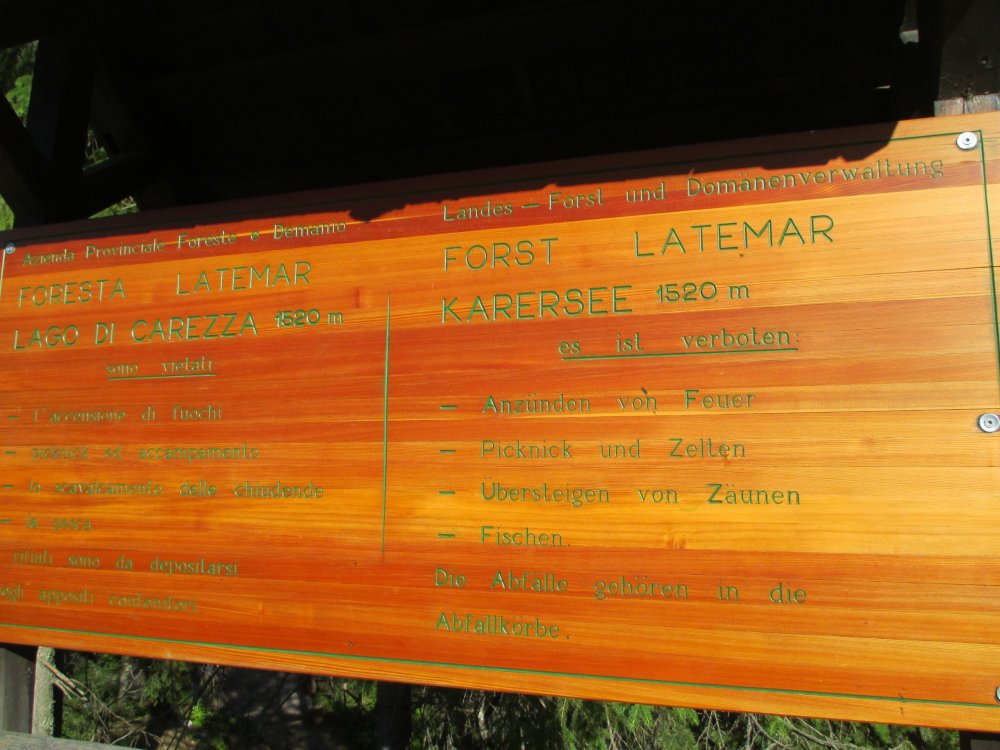 Azienda Provinciale Foreste e Demanio
FORESTA LATEMAR
LAGO DI CAREZZA 1520 m
sono vietati
– l'accensione di fuochi
– picknick ed accampamento
– lo scavalcamento delle chiudende
– la pesca
rifiuti sono da depositarsi
negli appositi contenitori
Landes – Forst und Domänenverwaltung
FORST LATEMAR
KARERSEE 1520 m
es ist verboten:
– Anzünden von Feuer
– Picknick und Zelten
– Übersteigen von Zäunen
– Fischen.
Die Abfälle gehören in die
Abfallkörbe.